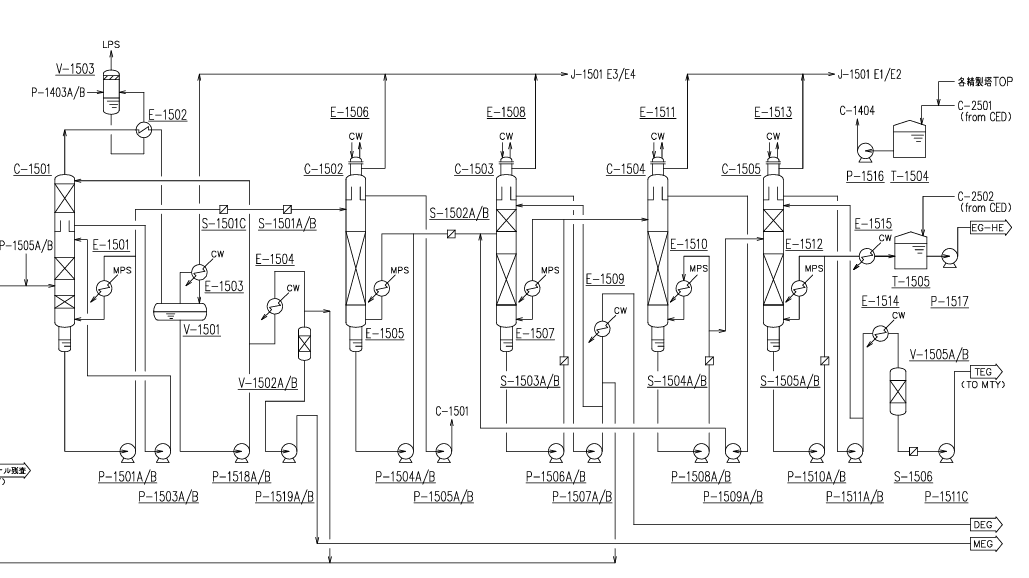 LPS
V-1503
P-1403A/B
E-1502
C-1501
P-1505A/B
E-1501
MPS
S-1501C
S-1501A/B
CW
E-1503
V-1501
E-1504
CW
V-1502A/B
J-1501 E3/E4
E-1506
CW
C-1502
E-1505
MPS
E-1508
CW
C-1503
S-1502A/B
MPS
E-1507
S-1503A/B
E-1509
CW
C-1501
J-1501 E1/E2
E-1511
CW
C-1504
E-1510
MPS
S-1504A/B
E-1513
CW
C-1505
E-1512
MPS
S-1505A/B
各精製塔TOP
C-2501
(from CED)
C-1404
P-1516
T-1504
C-2502
(from CED)
EG-HE
E-1515
CW
T-1505
P-1517
E-1514
CW
V-1505A/B
TEG
(TO MTY)
S-1506
P-1511C
P-1501A/B
P-1503A/B
P-1518A/B
P-1519A/B
P-1504A/B
P-1505A/B
P-1506A/B
P-1507A/B
P-1508A/B
P-1509A/B
P-1510A/B
P-1511A/B
DEG
MEG